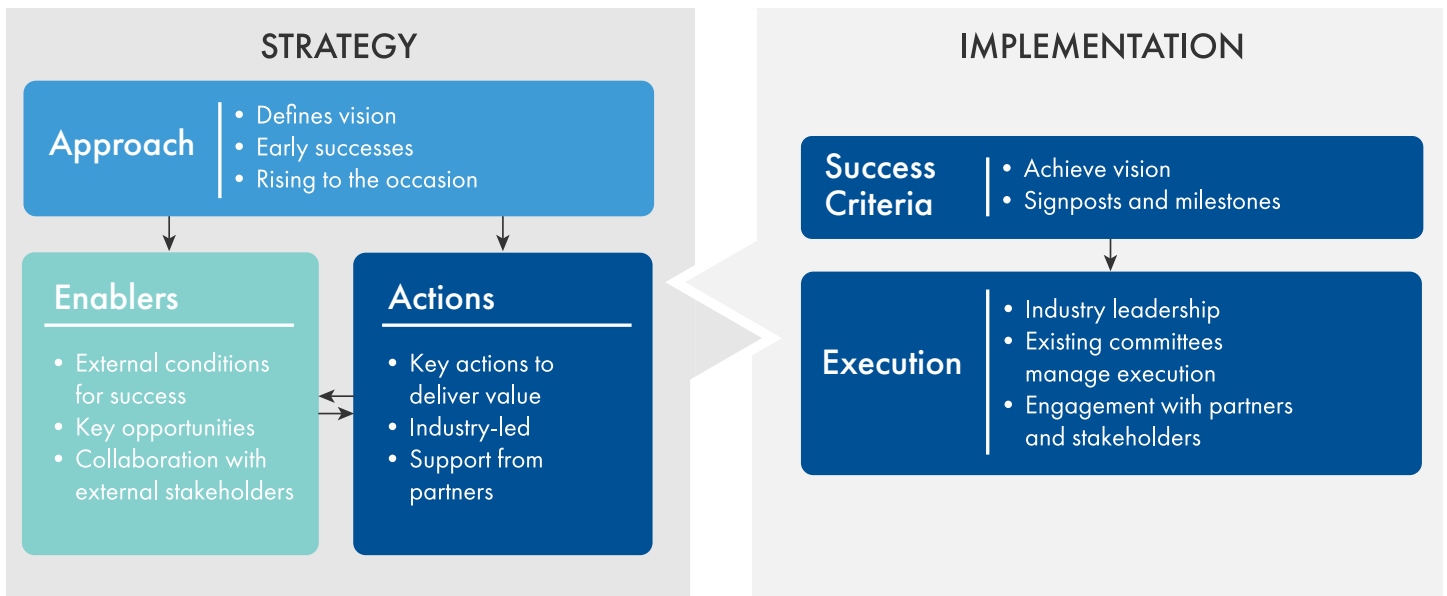 STRATEGY
Approach
• Defines vision
• Early successes
• Rising to the occasion
Enablers
• External conditions
for success
• Key opportunities
• Collaboration with
external stakeholders
Actions
• Key actions to
deliver value
• Industry-led
• Support from
partners
IMPLEMENTATION
Success
Criteria
• Achieve vision
• Signposts and milestones
Execution
• Industry leadership
• Existing committees
manage execution
• Engagement with partners
and stakeholders